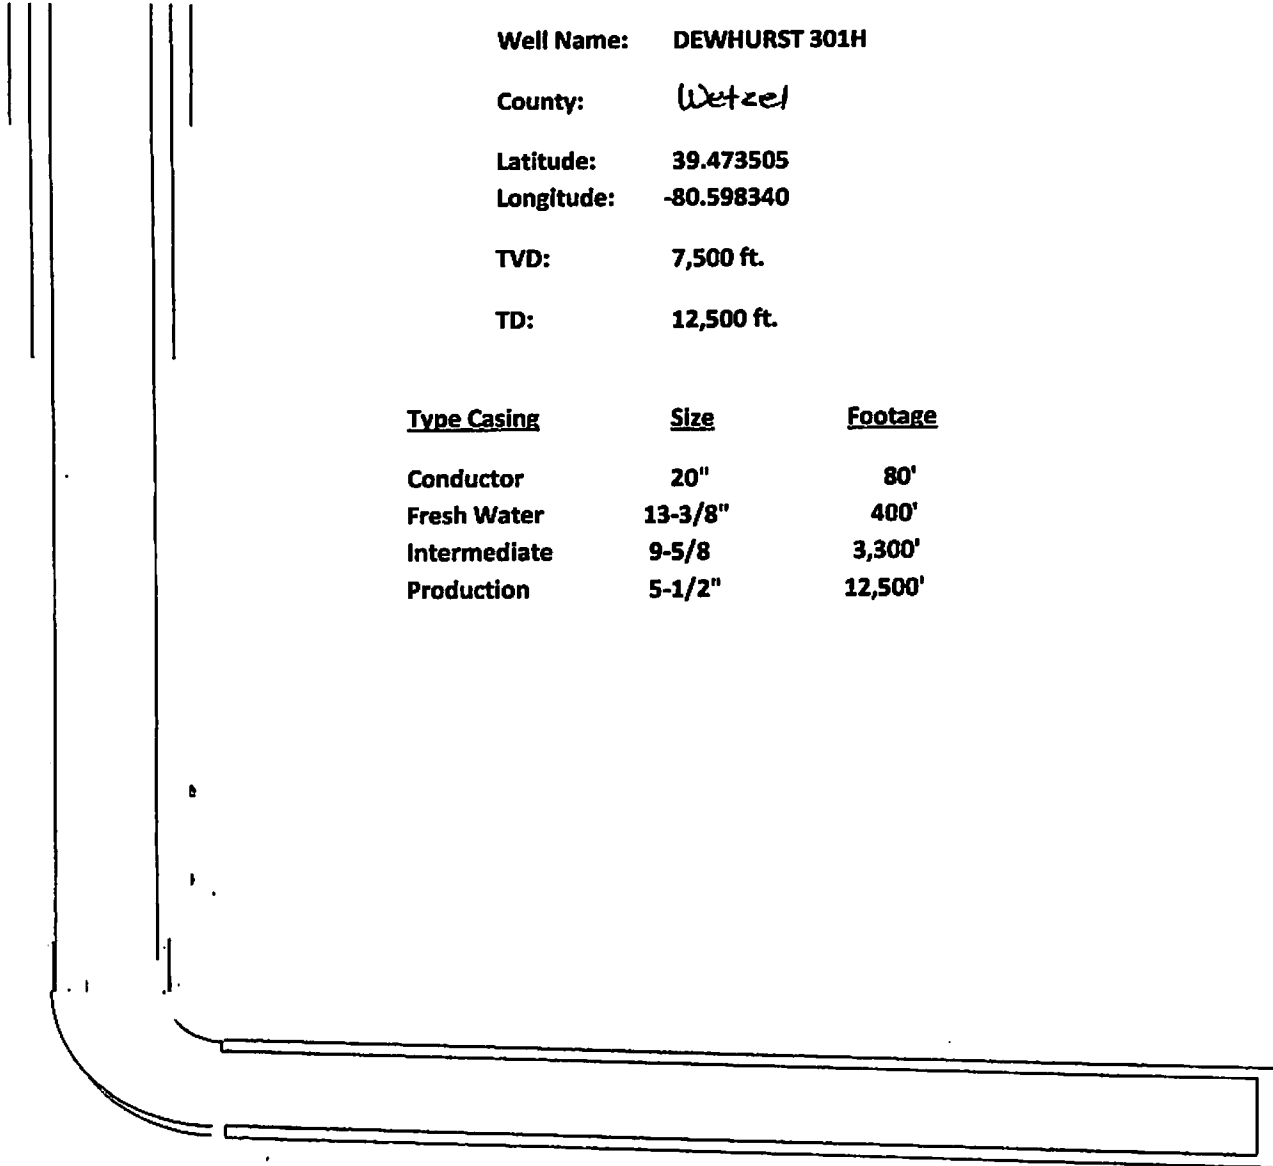 Well Name: DEWHURST 301H
County: Wetzel
Latitude: 39.473505
Longitude: -80.598340
TVD: 7,500 ft.
TD: 12,500 ft.
Type Casing Size Footage
Conductor 20" 80'
Fresh Water 13-3/8" 400'
Intermediate 9-5/8 3,300'
Production 5-1/2" 12,500'